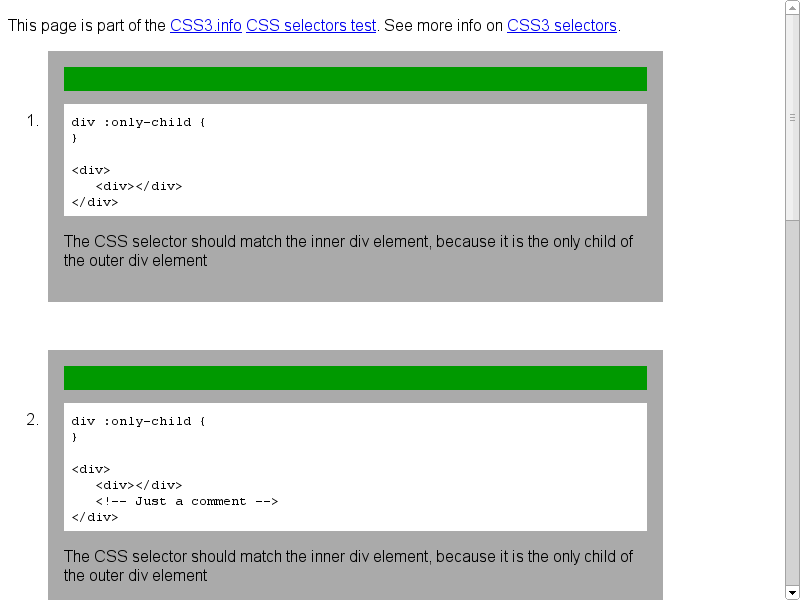 This page is part of the CSS3.info CSS selectors test. See more info on CSS3 selectors.
1.
div :only-child {
}
<div>
<div></div>
</div>
The CSS selector should match the inner div element, because it is the only child of
the outer div element
2.
div :only-child {
}
<div>
<div></div>
<!-- Just a comment -->
</div>
The CSS selector should match the inner div element, because it is the only child of
the outer div element